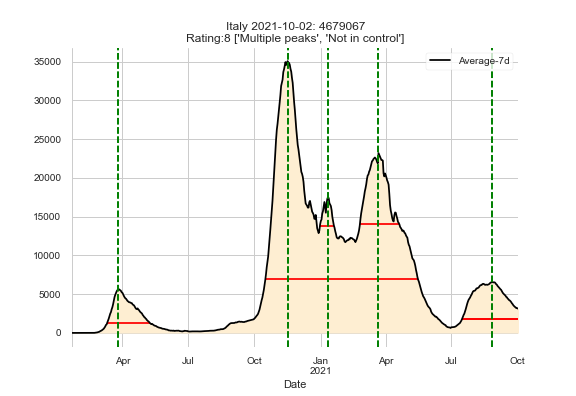 Italy 2021-10-02: 4679067
Rating:8 ['Multiple peaks', 'Not in control']
Average-7d
35000
30000
25000
20000
15000
10000
5000
0
Apr Jul Oct Jan Apr Jul Oct
2021
Date